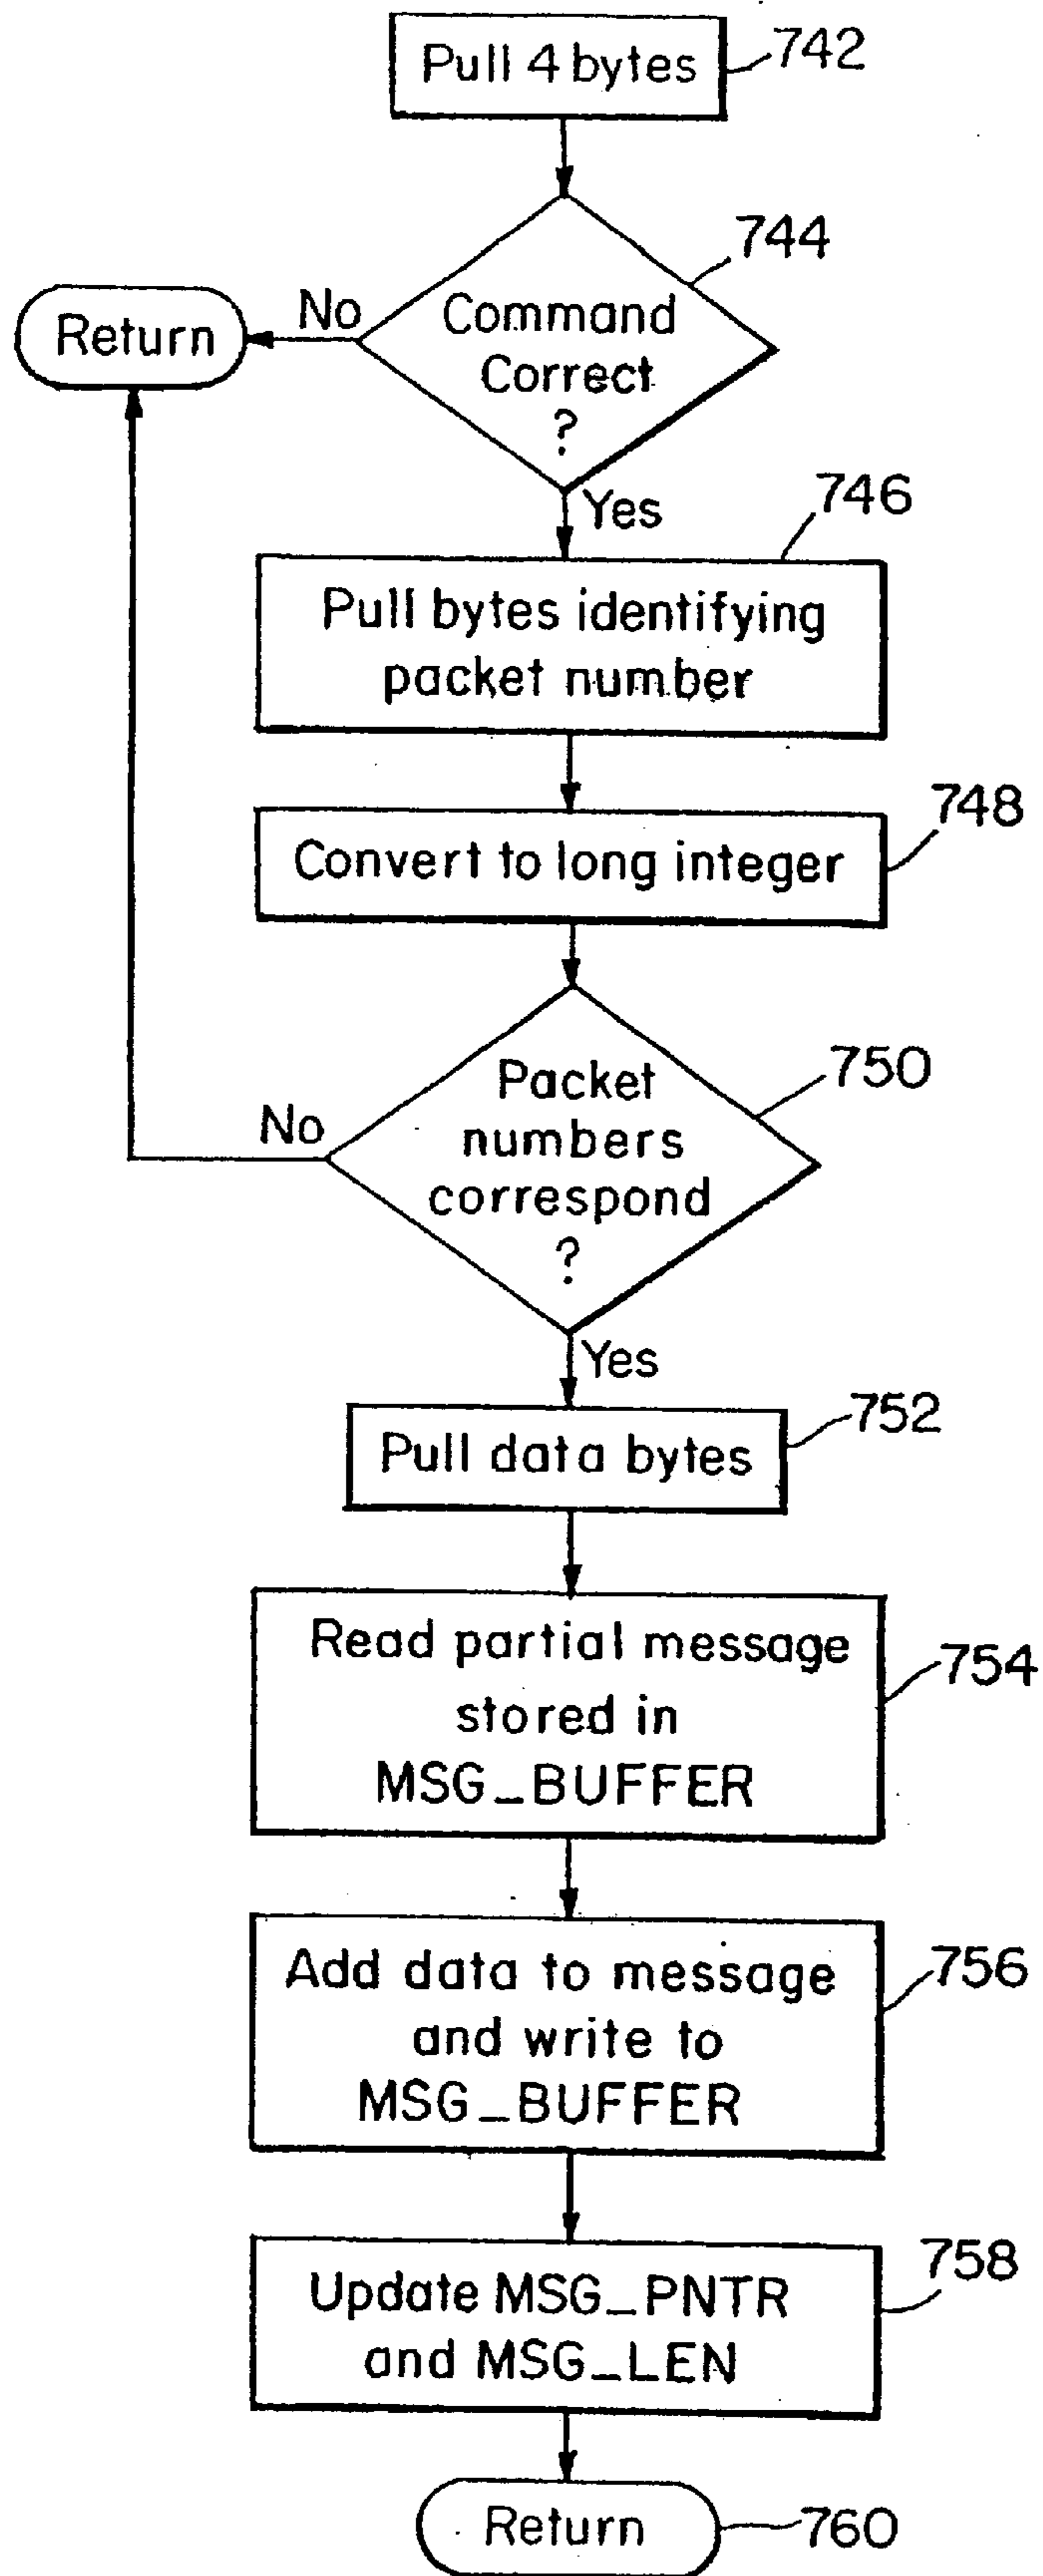 Pull 4 bytes
742
744
Command
Correct
?
No
Return
Yes
746
Pull bytes identifying
packet number
748
Convert to long integer
750
Packet
numbers
correspond
?
No
Yes
752
Pull data bytes
754
Read partial message
stored in
MSG_BUFFER
756
Add data to message
and write to
MSG_BUFFER
758
Update MSG_PNTR
and MSG_LEN
Return
760